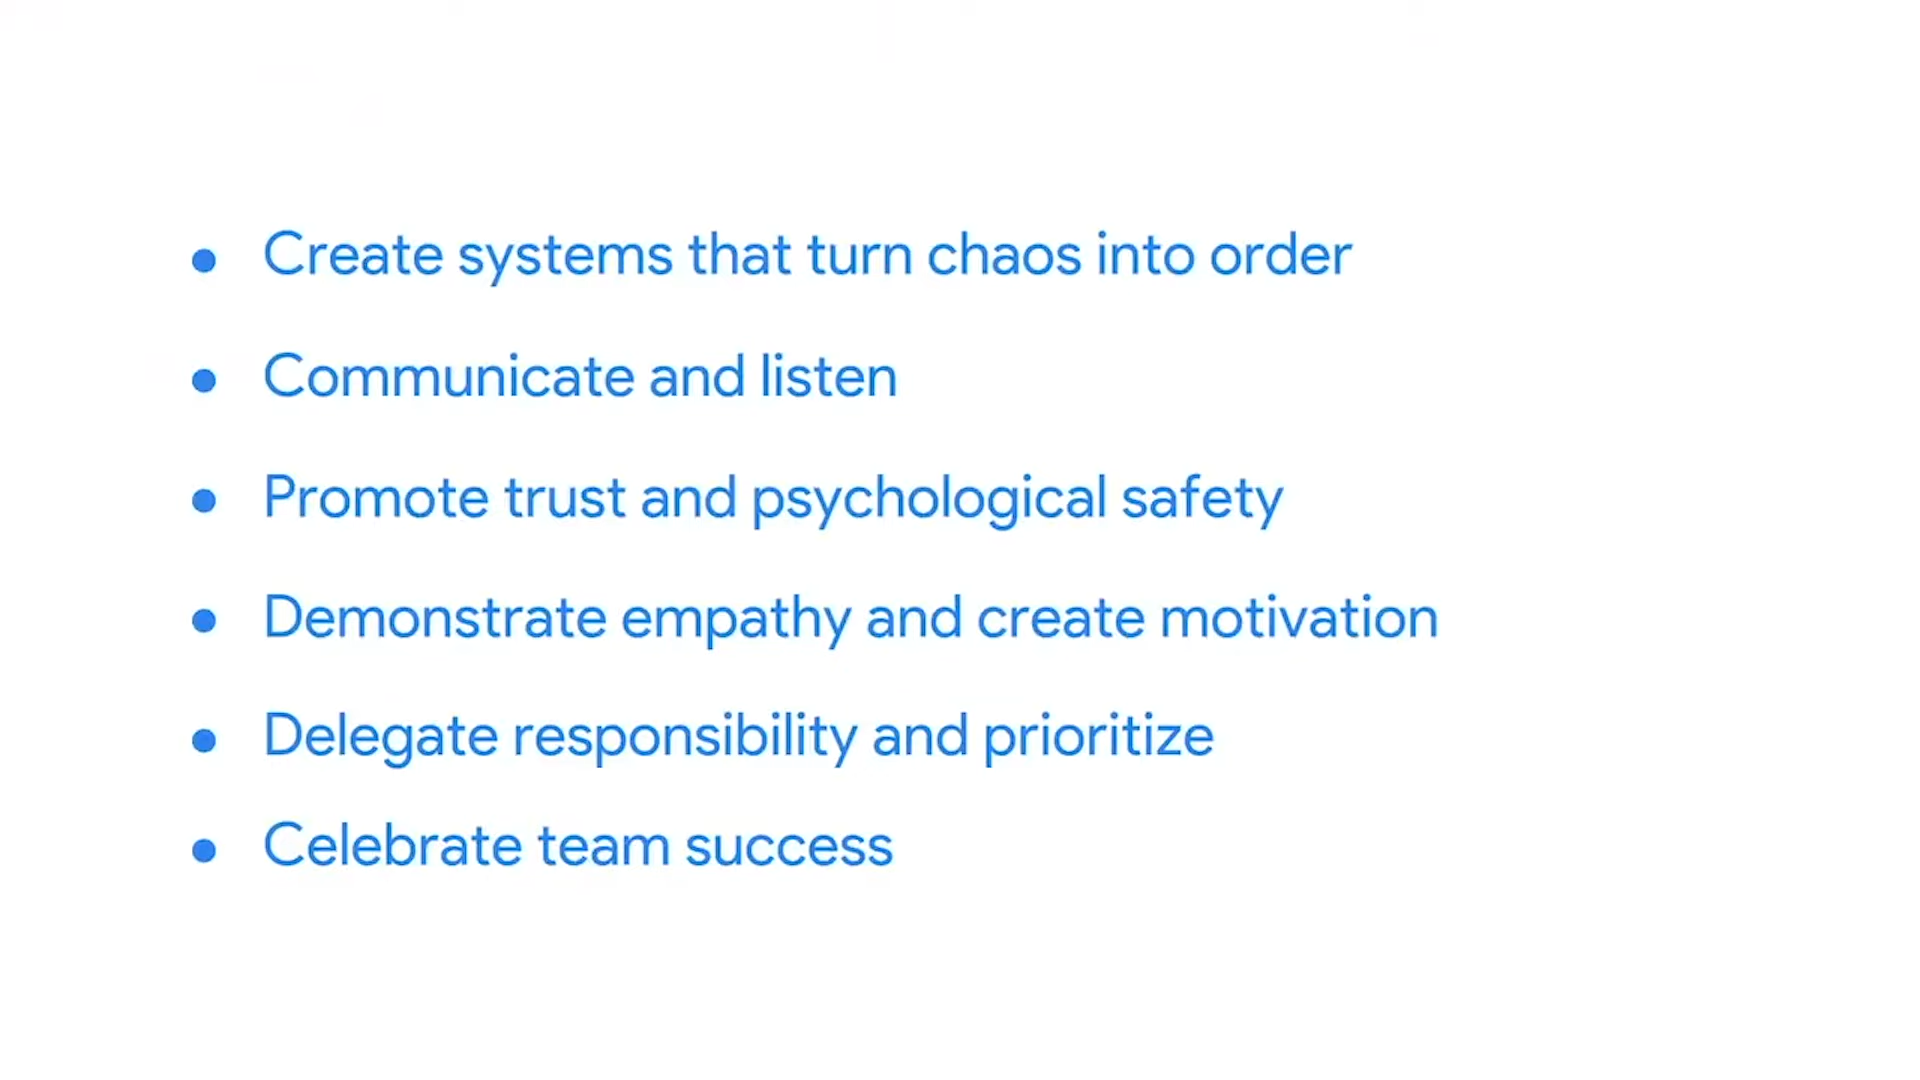 • Create systems that turn chaos into order
• Communicate and listen
• Promote trust and psychological safety
• Demonstrate empathy and create motivation
• Delegate responsibility and prioritize
• Celebrate team success